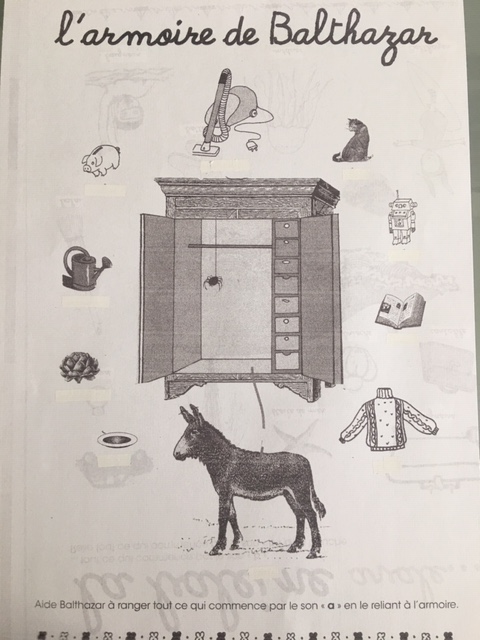 l'armoire de Balthazar
Aide Balthazar à ranger tout ce qui commence par le son « a » en le reliant à l'armoire.